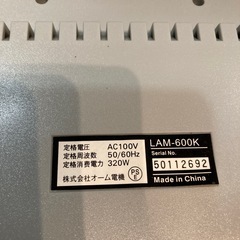 定格電圧 AC100V
定格周波数 50/60Hz
定格消費電力 320W
株式会社オーム電機
PS
E
LAM-600K
Serial No.
50112692
Made in China